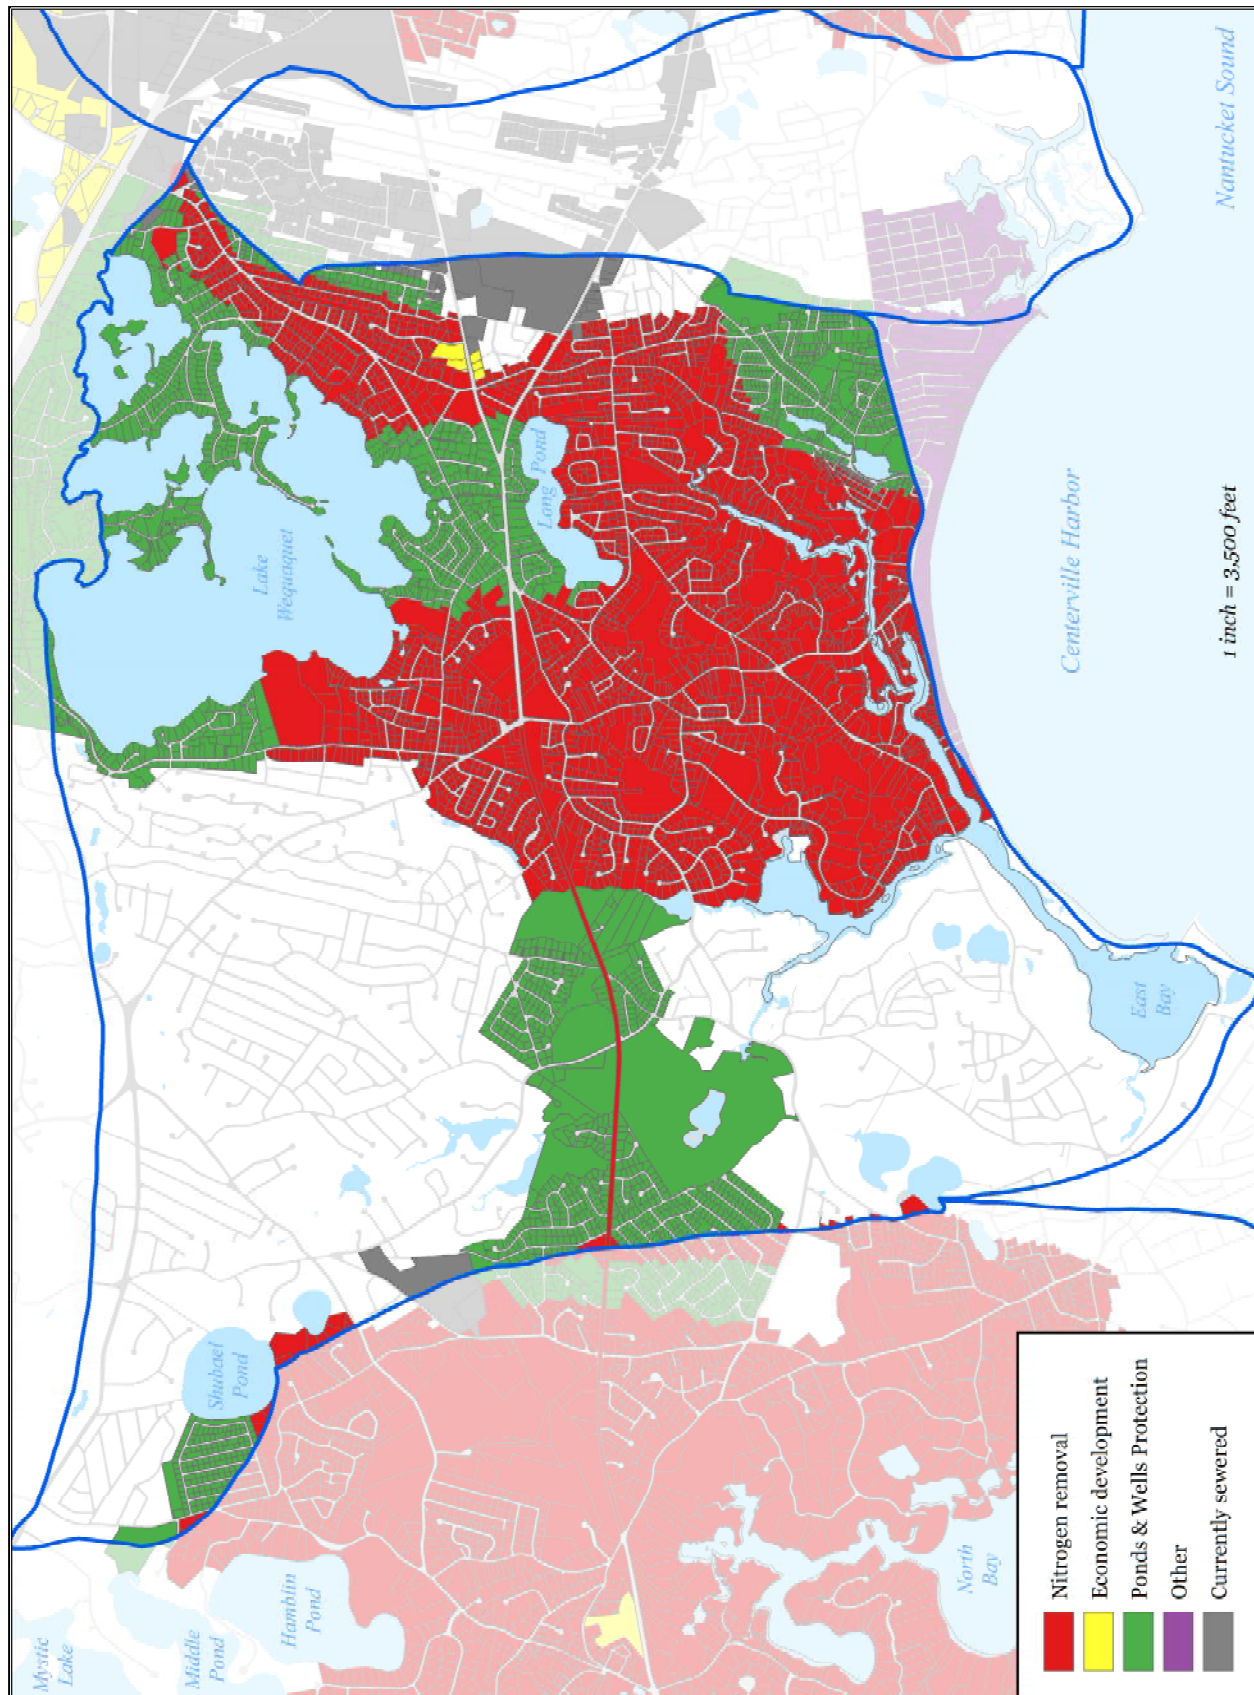 Mystic
Lake
Middle
Pond
Hamblin
Pond
Shubael
Pond
Lake
Wequaquet
Long Pond
North
Bay
East
Bay
Centerville Harbor
Nantucket Sound
1 inch = 3,500 feet
Nitrogen removal
Economic development
Ponds & Wells Protection
Other
Currently sewered